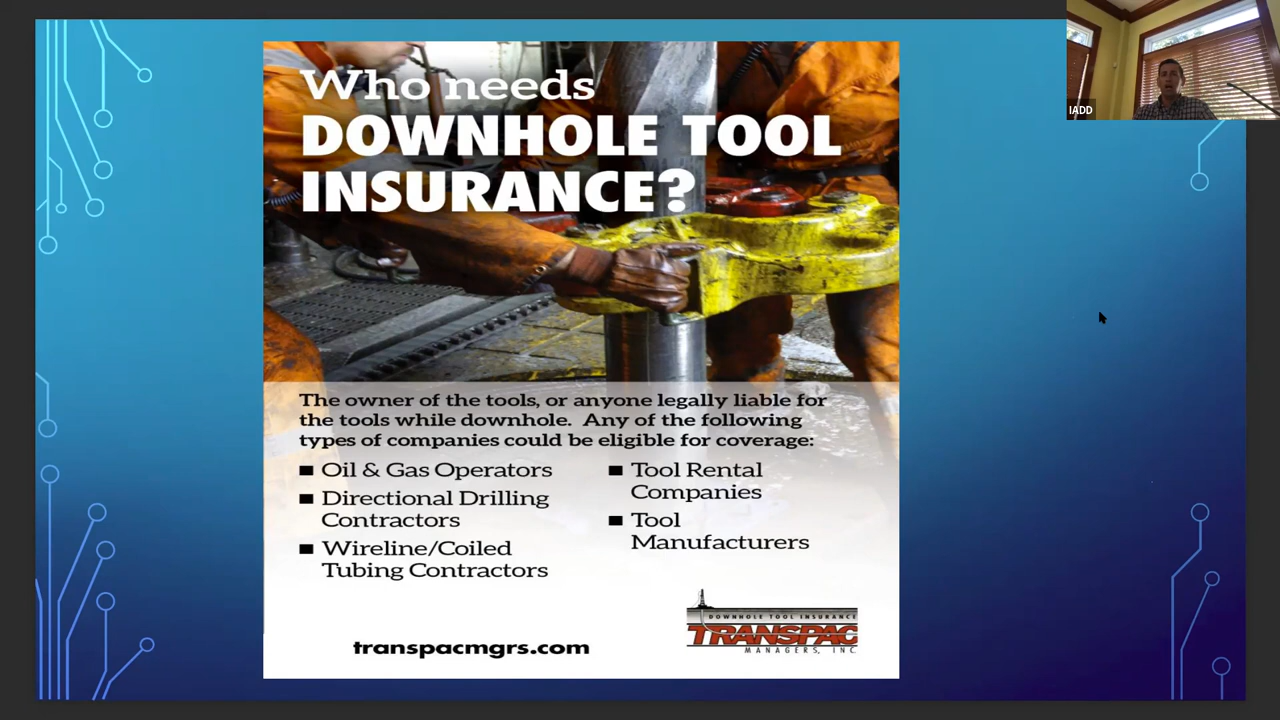 Who needs
DOWNHOLE TOOL
INSURANCE?
IADD
The owner of the tools, or anyone legally liable for
the tools while downhole. Any of the following
types of companies could be eligible for coverage:
■ Oil & Gas Operators
■ Directional Drilling
Contractors
■ Wireline/Coiled
Tubing Contractors
■ Tool Rental
Companies
■ Tool
Manufacturers
transpacmgrs.com
DOWNHOLE TOOL INSURANCE
TRANSPAC
MANAGERS, INC